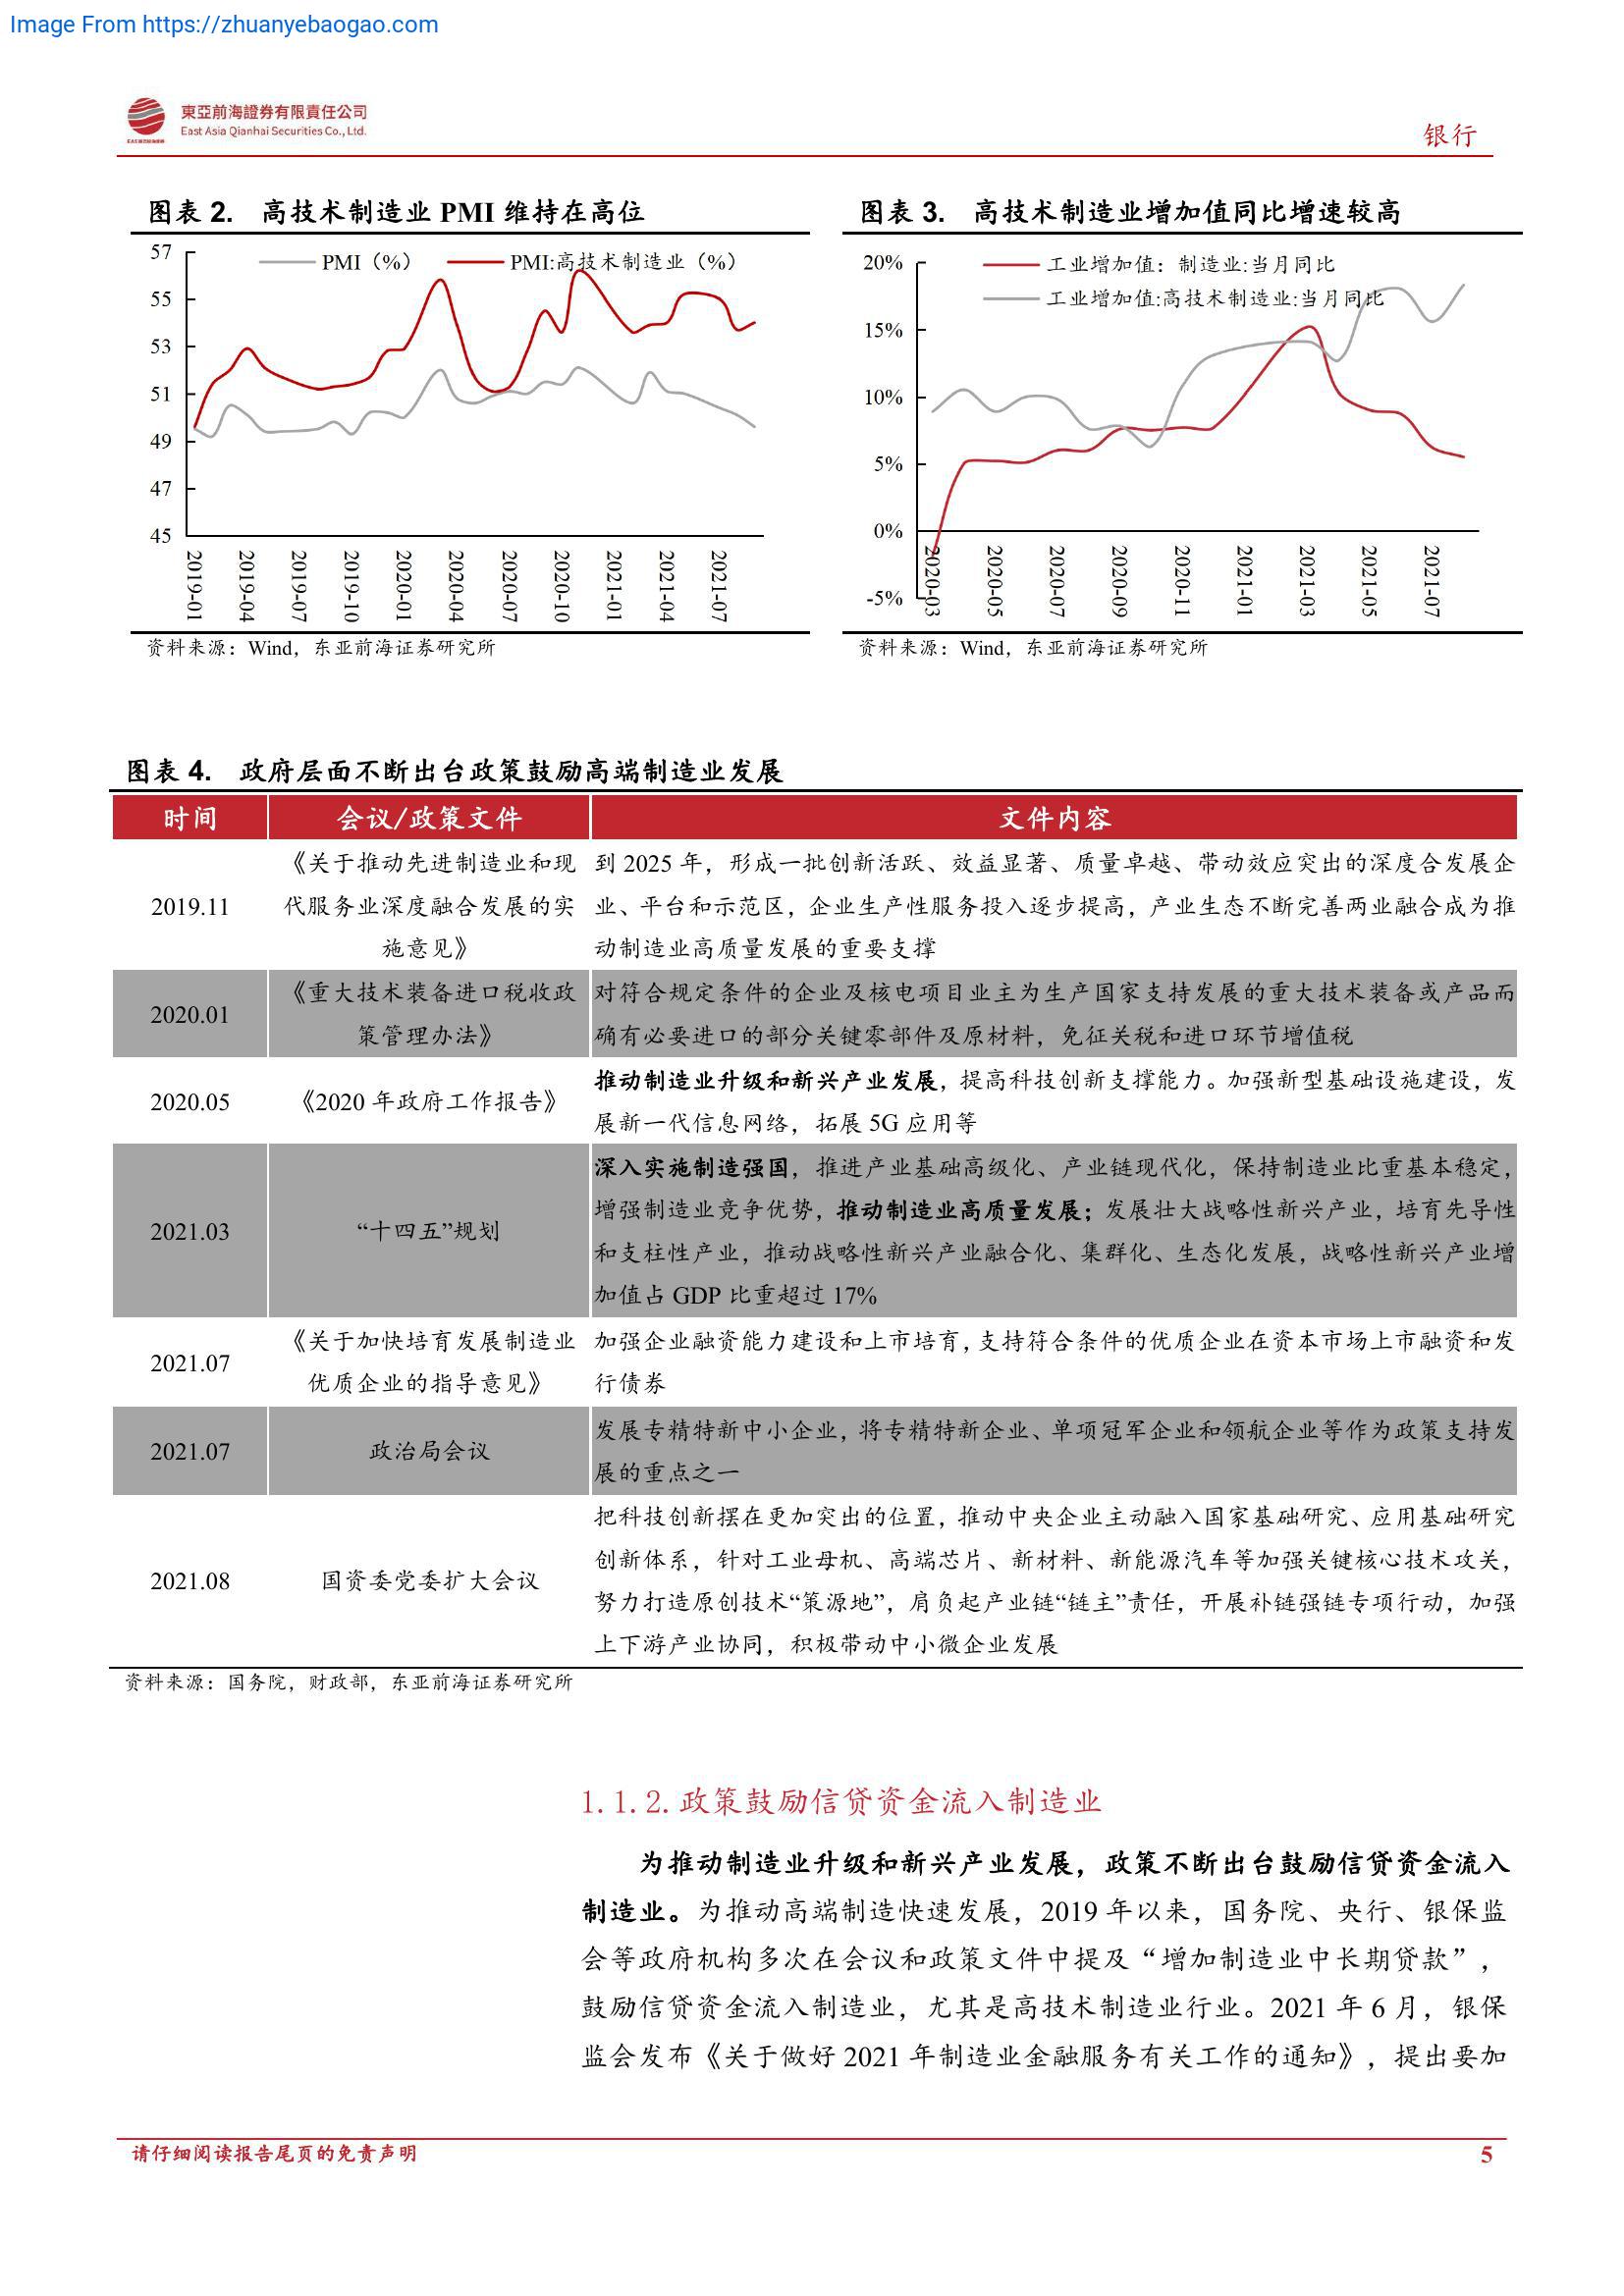 Image From https://zhuanyebaogao.com
東亞前海證券有限責任公司
East Asia Qianhai Securities Co., Ltd.
银行
图表 2. 高技术制造业 PMI 维持在高位
PMI（%） PMI:高技术制造业（%）
57
55
53
51
49
47
45
2019-01 2019-04 2019-07 2019-10 2020-01 2020-04 2020-07 2020-10 2021-01 2021-04 2021-07
资料来源：Wind，东亚前海证券研究所
图表 3. 高技术制造业增加值同比增速较高
工业增加值：制造业:当月同比
工业增加值:高技术制造业:当月同比
20%
15%
10%
5%
0%
-5%
2020-03 2020-05 2020-07 2020-09 2020-11 2021-01 2021-03 2021-05 2021-07
资料来源：Wind，东亚前海证券研究所
图表 4. 政府层面不断出台政策鼓励高端制造业发展
时间 会议/政策文件 文件内容
2019.11
《关于推动先进制造业和现
代服务业深度融合发展的实
施意见》
到 2025 年，形成一批创新活跃、效益显著、质量卓越、带动效应突出的深度合发展企
业、平台和示范区，企业生产性服务投入逐步提高，产业生态不断完善两业融合成为推
动制造业高质量发展的重要支撑
2020.01
《重大技术装备进口税收政
策管理办法》
对符合规定条件的企业及核电项目业主为生产国家支持发展的重大技术装备或产品而
确有必要进口的部分关键零部件及原材料，免征关税和进口环节增值税
2020.05
《2020 年政府工作报告》
推动制造业升级和新兴产业发展，提高科技创新支撑能力。加强新型基础设施建设，发
展新一代信息网络，拓展 5G 应用等
2021.03
“十四五”规划
深入实施制造强国，推进产业基础高级化、产业链现代化，保持制造业比重基本稳定，
增强制造业竞争优势，推动制造业高质量发展；发展壮大战略性新兴产业，培育先导性
和支柱性产业，推动战略性新兴产业融合化、集群化、生态化发展，战略性新兴产业增
加值占 GDP 比重超过 17%
2021.07
《关于加快培育发展制造业
优质企业的指导意见》
加强企业融资能力建设和上市培育，支持符合条件的优质企业在资本市场上市融资和发
行债券
2021.07
政治局会议
发展专精特新中小企业，将专精特新企业、单项冠军企业和领航企业等作为政策支持发
展的重点之一
2021.08
国资委党委扩大会议
把科技创新摆在更加突出的位置，推动中央企业主动融入国家基础研究、应用基础研究
创新体系，针对工业母机、高端芯片、新材料、新能源汽车等加强关键核心技术攻关，
努力打造原创技术“策源地”，肩负起产业链“链主”责任，开展补链强链专项行动，加强
上下游产业协同，积极带动中小微企业发展
资料来源：国务院，财政部，东亚前海证券研究所
1.1.2.政策鼓励信贷资金流入制造业
为推动制造业升级和新兴产业发展，政策不断出台鼓励信贷资金流入
制造业。为推动高端制造快速发展，2019 年以来，国务院、央行、银保监
会等政府机构多次在会议和政策文件中提及“增加制造业中长期贷款”，
鼓励信贷资金流入制造业，尤其是高技术制造业行业。2021 年 6 月，银保
监会发布《关于做好 2021 年制造业金融服务有关工作的通知》，提出要加
请仔细阅读报告尾页的免责声明
5